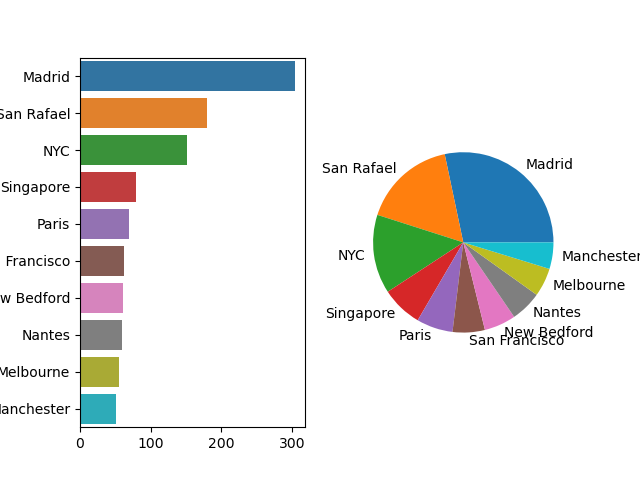 Madrid
San Rafael
NYC
Singapore
Paris
Francisco
w Bedford
Nantes
Melbourne
anchester
0 100 200 300
Madrid
San Rafael
NYC
Singapore
Paris
San Francisco
New Bedford
Nantes
Melbourne
Manchester